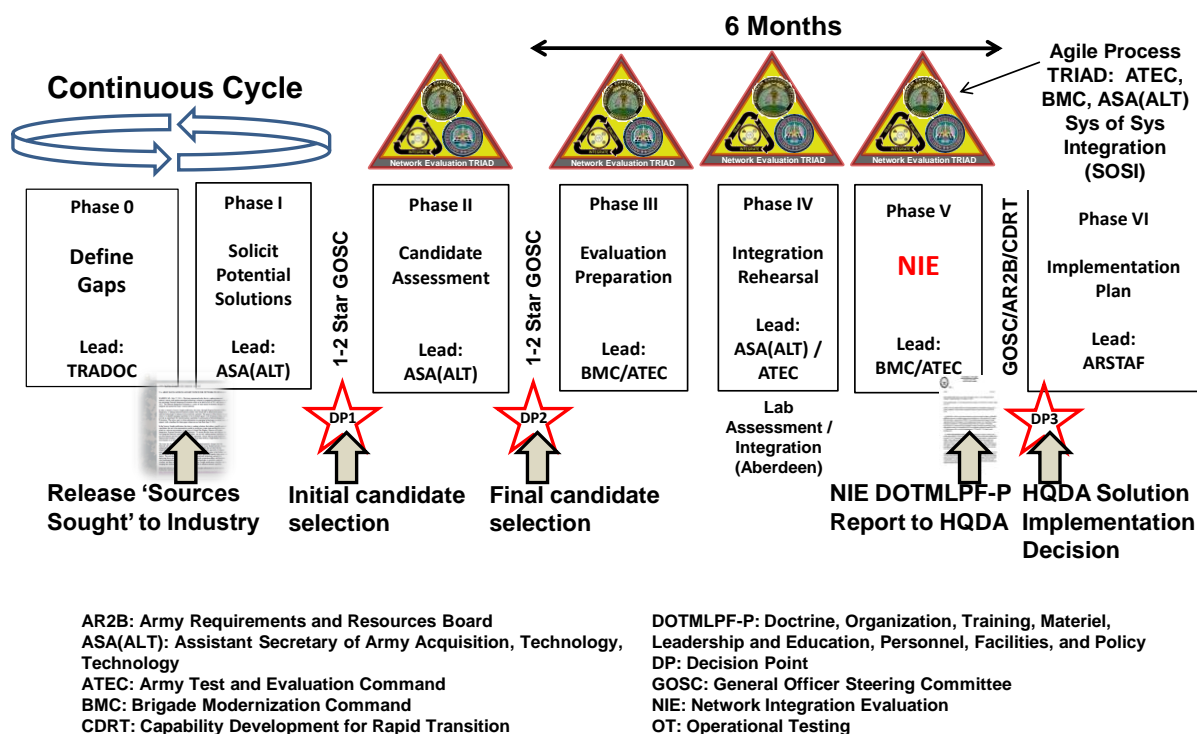 6 Months
Continuous Cycle
Agile Process
TRIAD: ATEC,
BMC, ASA(ALT)
Sys of Sys
Integration
(SOSI)
Network Evaluation TRIAD
Network Evaluation TRIAD
Network Evaluation TRIAD
Network Evaluation TRIAD
Phase 0
Define
Gaps
Lead:
TRADOC
Phase I
Solicit
Potential
Solutions
Lead:
ASA(ALT)
1-2 Star GOSC
Phase II
Candidate
Assessment
Lead:
ASA(ALT)
1-2 Star GOSC
Phase III
Evaluation
Preparation
Lead:
BMC/ATEC
Phase IV
Integration
Rehearsal
Lead:
ASA(ALT) /
ATEC
Lab
Assessment /
Integration
(Aberdeen)
Phase V
NIE
Lead:
BMC/ATEC
GOSC/AR2B/CDRT
Phase VI
Implementation
Plan
Lead:
ARSTAF
DP1
DP2
DP3
Release ‘Sources
Sought’ to Industry
Initial candidate
selection
Final candidate
selection
NIE DOTMLPF-P
Report to HQDA
HQDA Solution
Implementation
Decision
AR2B: Army Requirements and Resources Board
ASA(ALT): Assistant Secretary of Army Acquisition, Technology,
Technology
ATEC: Army Test and Evaluation Command
BMC: Brigade Modernization Command
CDRT: Capability Development for Rapid Transition
DOTMLPF-P: Doctrine, Organization, Training, Materiel,
Leadership and Education, Personnel, Facilities, and Policy
DP: Decision Point
GOSC: General Officer Steering Committee
NIE: Network Integration Evaluation
OT: Operational Testing